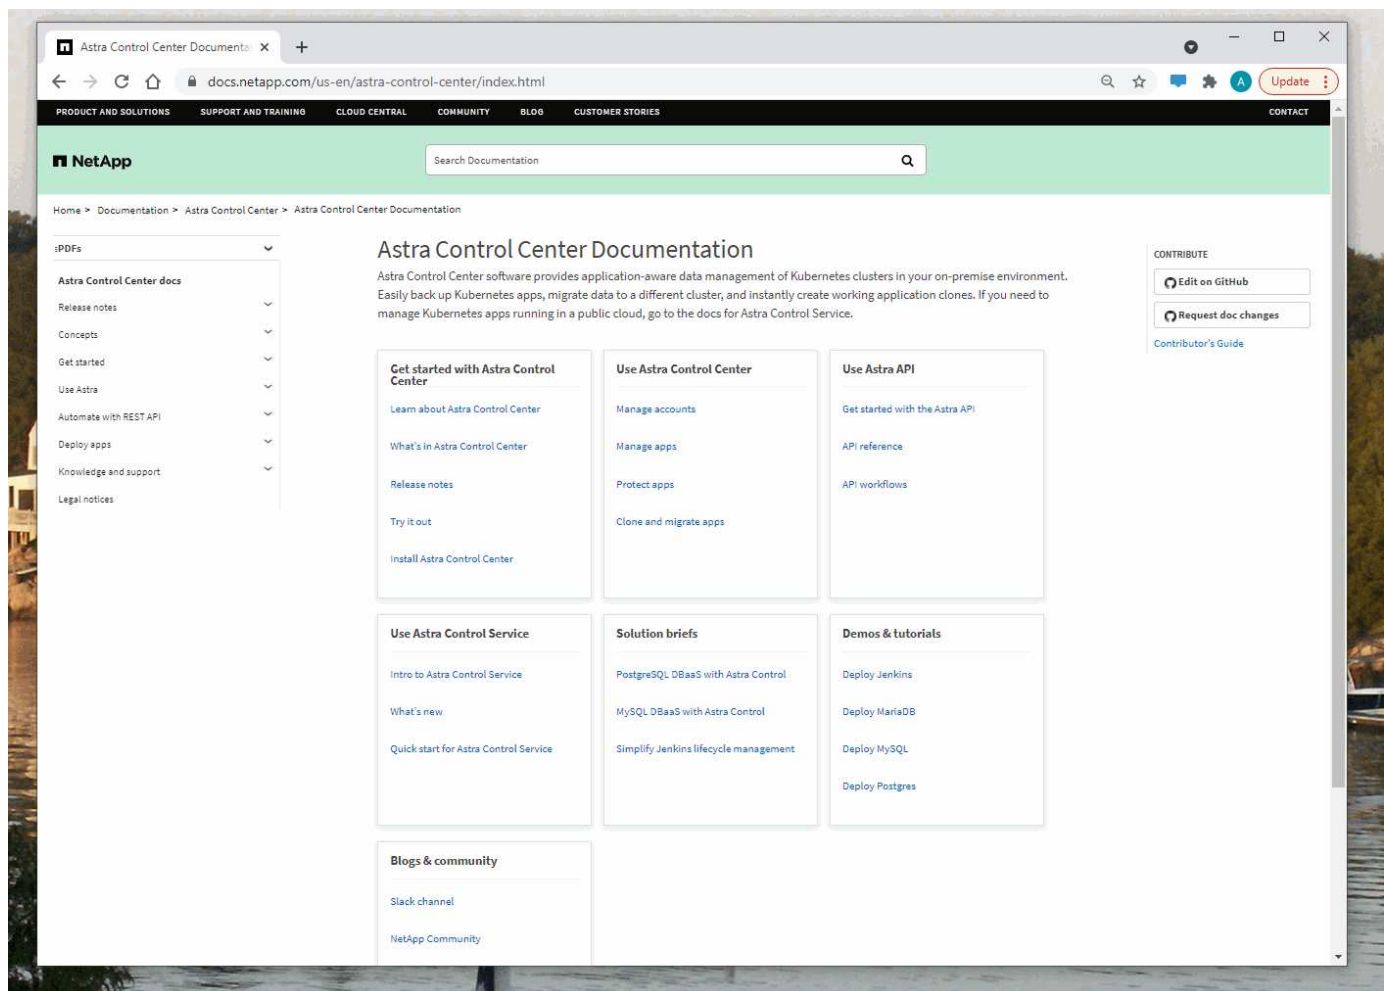 Astra Control Center Documenta
docs.netapp.com/us-en/astra-control-center/index.html
A
Update
PRODUCT AND SOLUTIONS SUPPORT AND TRAINING CLOUD CENTRAL COMMUNITY BLOG CUSTOMER STORIES CONTACT
NetApp
Search Documentation
Home > Documentation > Astra Control Center > Astra Control Center Documentation
PDFs
Astra Control Center docs
Release notes
Concepts
Get started
Use Astra
Automate with REST API
Deploy apps
Knowledge and support
Legal notices
Astra Control Center Documentation
Astra Control Center software provides application-aware data management of Kubernetes clusters in your on-premise environment.
Easily back up Kubernetes apps, migrate data to a different cluster, and instantly create working application clones. If you need to
manage Kubernetes apps running in a public cloud, go to the docs for Astra Control Service.
CONTRIBUTE
Edit on GitHub
Request doc changes
Contributor's Guide
Get started with Astra Control
Center
Learn about Astra Control Center
What's in Astra Control Center
Release notes
Try it out
Install Astra Control Center
Use Astra Control Center
Manage accounts
Manage apps
Protect apps
Clone and migrate apps
Use Astra API
Get started with the Astra API
API reference
API workflows
Use Astra Control Service
Intro to Astra Control Service
What's new
Quick start for Astra Control Service
Solution briefs
PostgreSQL DBaaS with Astra Control
MySQL DBaaS with Astra Control
Simplify Jenkins lifecycle management
Demos & tutorials
Deploy Jenkins
Deploy MariaDB
Deploy MySQL
Deploy Postgres
Blogs & community
Slack channel
NetApp Community